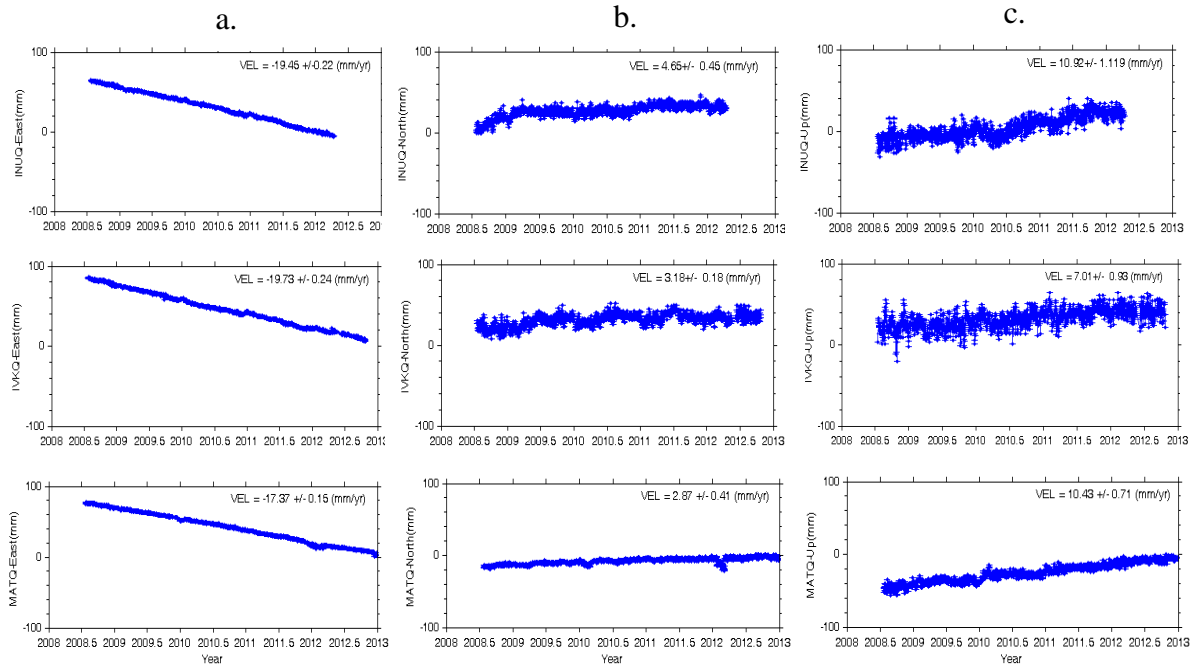 a. b. c.
100 100 100
VEL = -19.45 +/-0.22 (mm/yr) VEL = 4.65+/- 0.45 (mm/yr) VEL = 10.92+/- 1.119 (mm/yr)
INUQ-East(mm) INUQ-North(mm) INUQ-Up(mm)
0 0 0
-100 -100 -100
2008 2008.5 2009 2009.5 2010 2010.5 2011 2011.5 2012 2012.5 201 2008 2008.5 2009 2009.5 2010 2010.5 2011 2011.5 2012 2012.5 2013 2008 2008.5 2009 2009.5 2010 2010.5 2011 2011.5 2012 2012.5 2013
100 100 100
VEL = -19.73 +/- 0.24 (mm/yr) VEL = 3.18+/- 0.18 (mm/yr) VEL = 7.01+/- 0.93 (mm/yr)
IVKQ-East(mm) IVKQ-North(mm) IVKQ-Up(mm)
0 0 0
-100 -100 -100
2008 2008.5 2009 2009.5 2010 2010.5 2011 2011.5 2012 2012.5 201 2008 2008.5 2009 2009.5 2010 2010.5 2011 2011.5 2012 2012.5 2013 2008 2008.5 2009 2009.5 2010 2010.5 2011 2011.5 2012 2012.5 2013
100 100 100
VEL = -17.37 +/- 0.15 (mm/yr) VEL = 2.87 +/- 0.41 (mm/yr) VEL = 10.43 +/- 0.71 (mm/yr)
MATQ-East(mm) MATQ-North(mm) MATQ-Up(mm)
0 0 0
-100 -100 -100
2008 2008.5 2009 2009.5 2010 2010.5 2011 2011.5 2012 2012.5 2013 2008 2008.5 2009 2009.5 2010 2010.5 2011 2011.5 2012 2012.5 2013 2008 2008.5 2009 2009.5 2010 2010.5 2011 2011.5 2012 2012.5 2013
Year Year Year